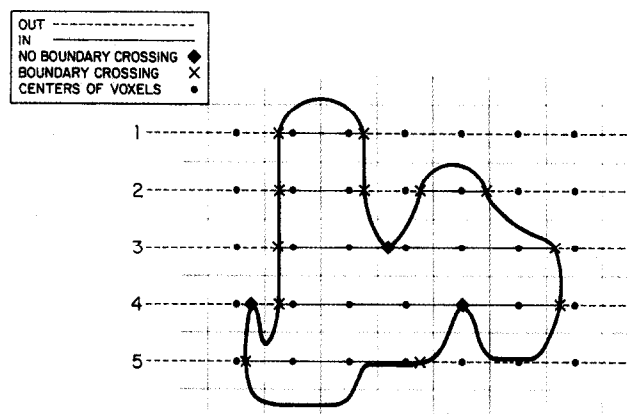 OUT
IN
NO BOUNDARY CROSSING
BOUNDARY CROSSING
CENTERS OF VOXELS
1
2
3
4
5